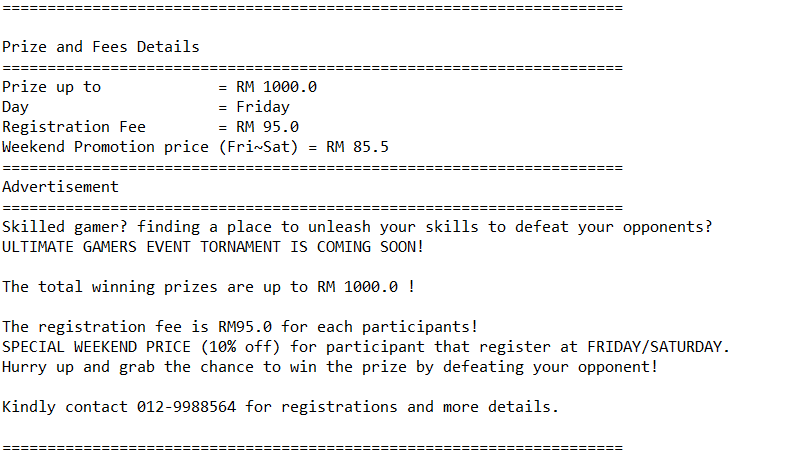 =====================================================================
Prize and Fees Details
=====================================================================
Prize up to             = RM 1000.0
Day                     = Friday
Registration Fee        = RM 95.0
Weekend Promotion price (Fri~Sat) = RM 85.5
=====================================================================
Advertisement
=====================================================================
Skilled gamer? finding a place to unleash your skills to defeat your opponents?
ULTIMATE GAMERS EVENT TORNAMENT IS COMING SOON!
The total winning prizes are up to RM 1000.0 !
The registration fee is RM95.0 for each participants!
SPECIAL WEEKEND PRICE (10% off) for participant that register at FRIDAY/SATURDAY.
Hurry up and grab the chance to win the prize by defeating your opponent!
Kindly contact 012-9988564 for registrations and more details.
=====================================================================